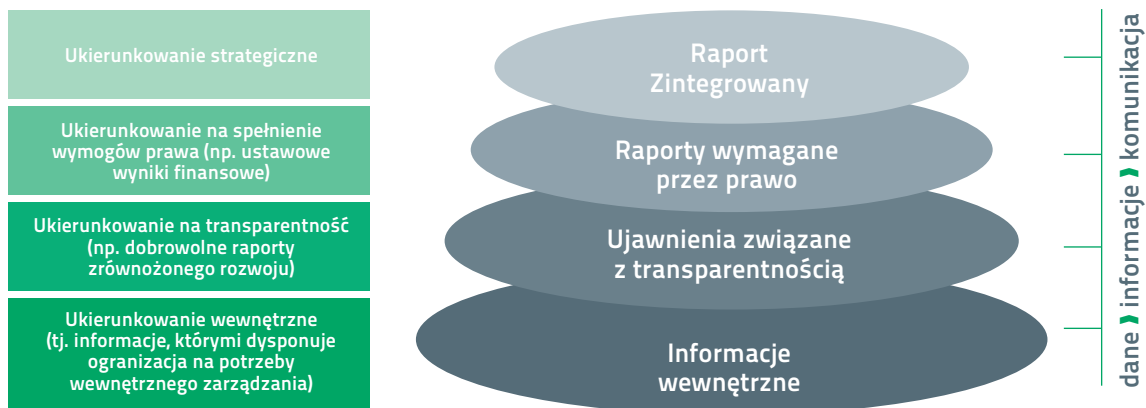 Ukierunkowanie strategiczne
Raport
Zintegrowany
Ukierunkowanie na spełnienie
wymogów prawa (np. ustawowe
wyniki finansowe)
Raporty wymagane
przez prawo
Ukierunkowanie na transparentność
(np. dobrowolne raporty
zrównożonego rozwoju)
Ujawnienia związane
z transparentnością
Ukierunkowanie wewnętrzne
(tj. informacje, którymi dysponuje
ogranizacja na potrzeby
wewnętrznego zarządzania)
Informacje
wewnętrzne
dane ❫ informacje ❫ komunikacja